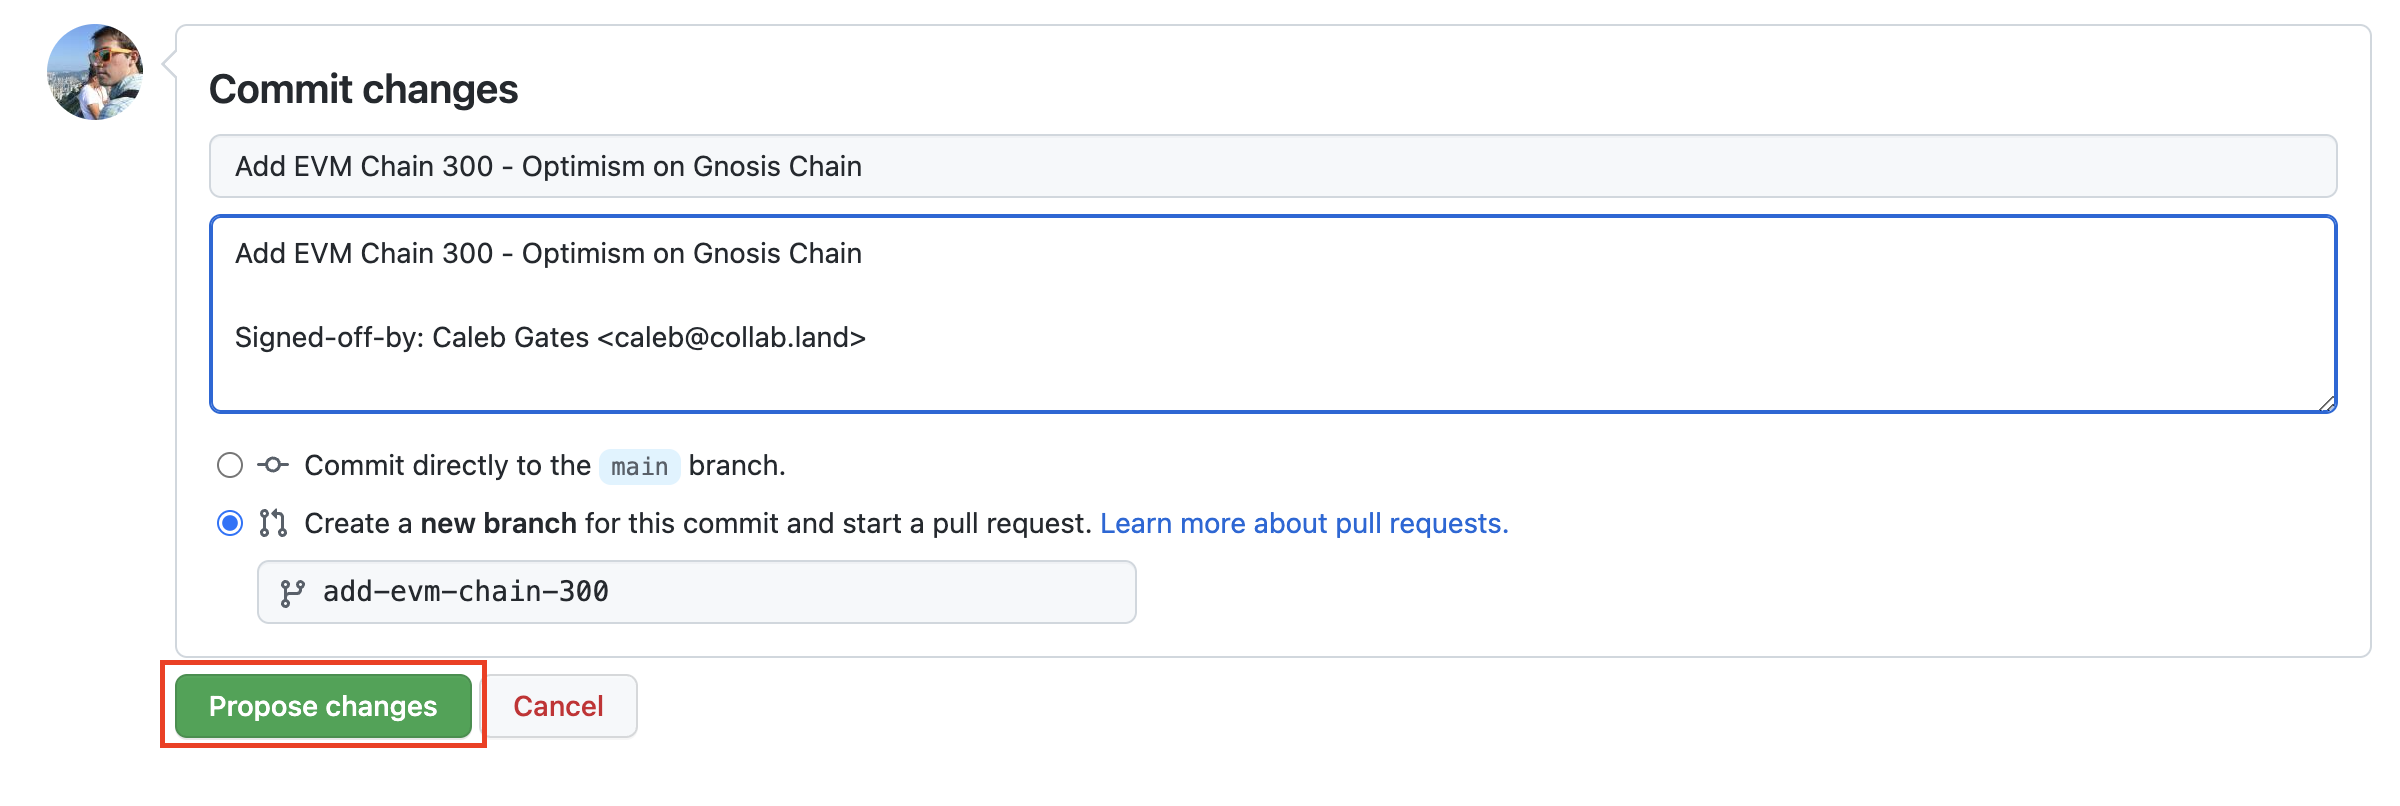 Commit changes
Add EVM Chain 300 - Optimism on Gnosis Chain
Add EVM Chain 300 - Optimism on Gnosis Chain
Signed-off-by: Caleb Gates <caleb@collab.land>
Commit directly to the main branch.
Create a new branch for this commit and start a pull request. Learn more about pull requests.
add-evm-chain-300
Propose changes Cancel